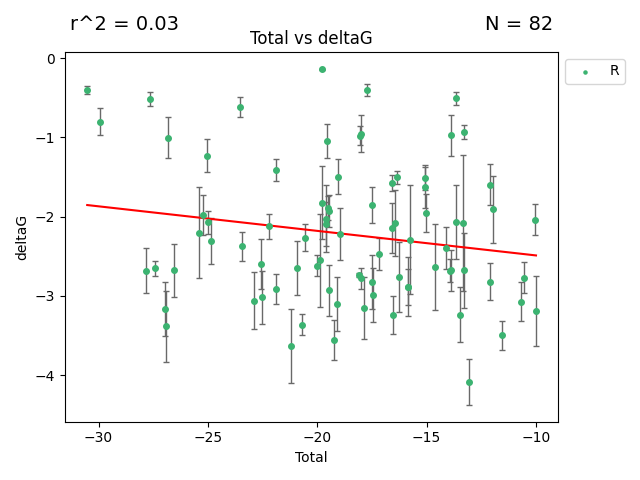 r^2 = 0.03
N = 82
Total vs deltaG
R
deltaG
0
−1
−2
−3
−4
−30
−25
−20
−15
−10
Total